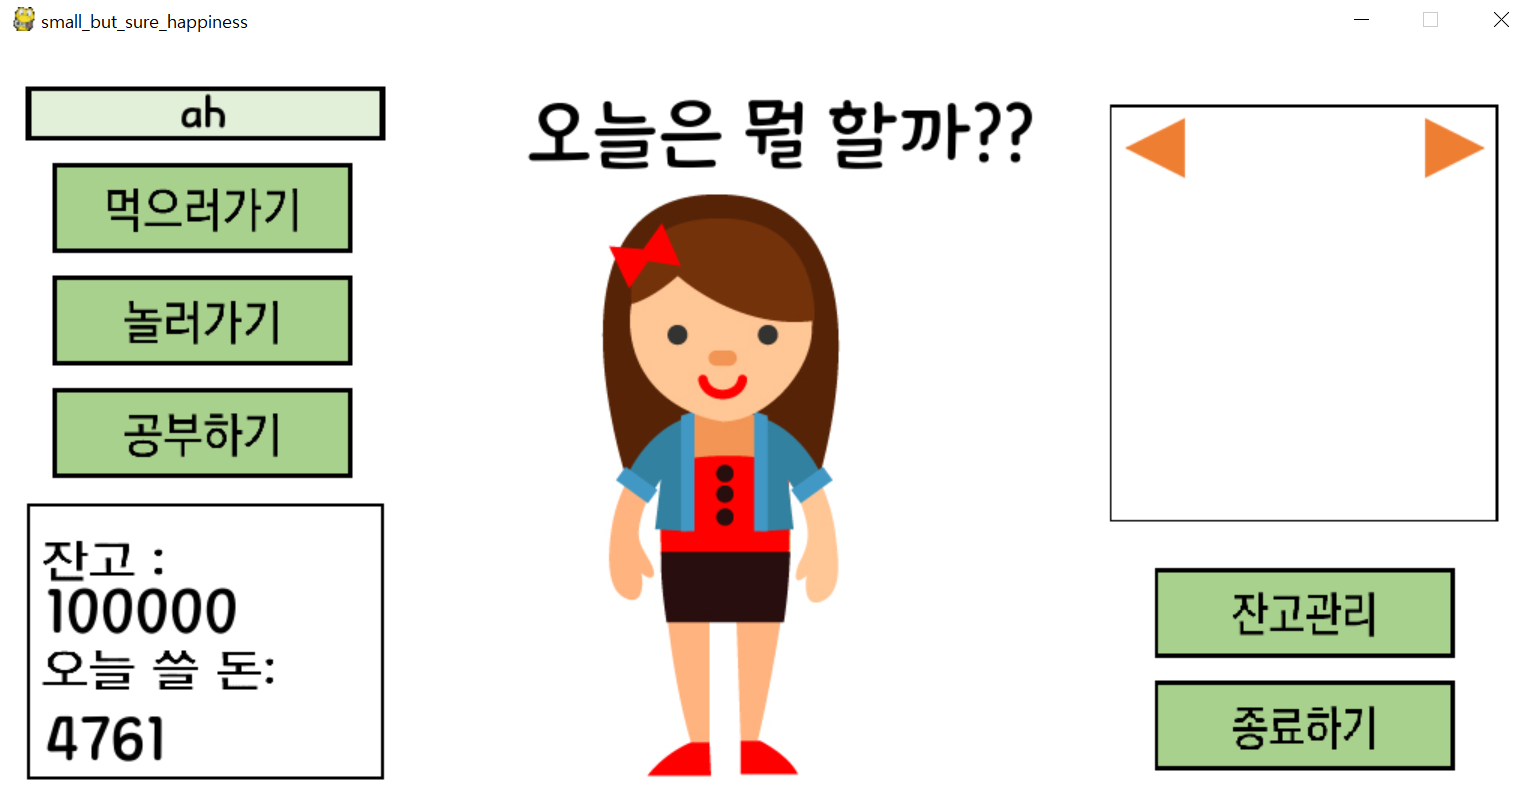 small_but_sure_happiness
ah
먹으러가기
놀러가기
공부하기
잔고 :
100000
오늘 쓸 돈:
4761
오늘은 뭘 할까??
잔고관리
종료하기